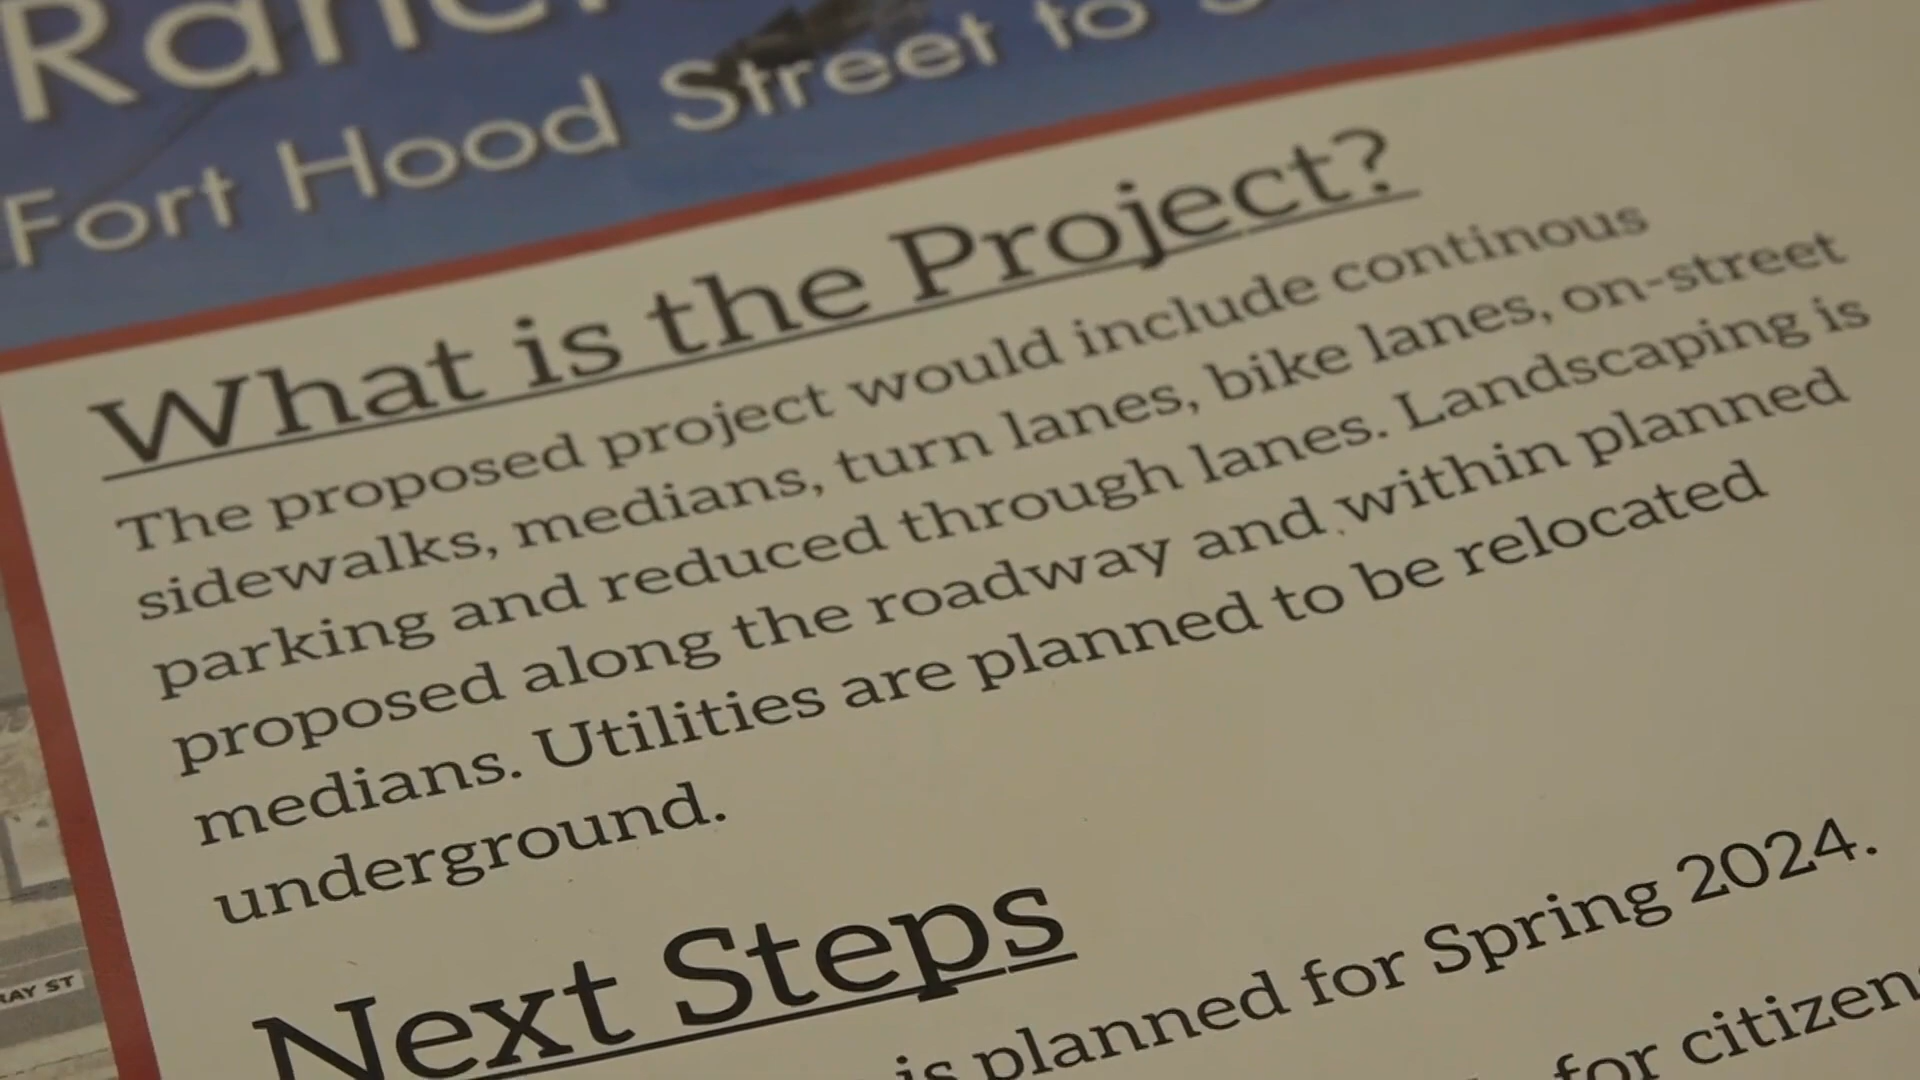 Fort Hood Street to
What is the Project?
The proposed project would include continous
sidewalks, medians, turn lanes, bike lanes, on-street
parking and reduced through lanes. Landscaping is
proposed along the roadway and within planned
medians. Utilities are planned to be relocated
underground.
Next Steps
is planned for Spring 2024.
for citizen
RAY ST